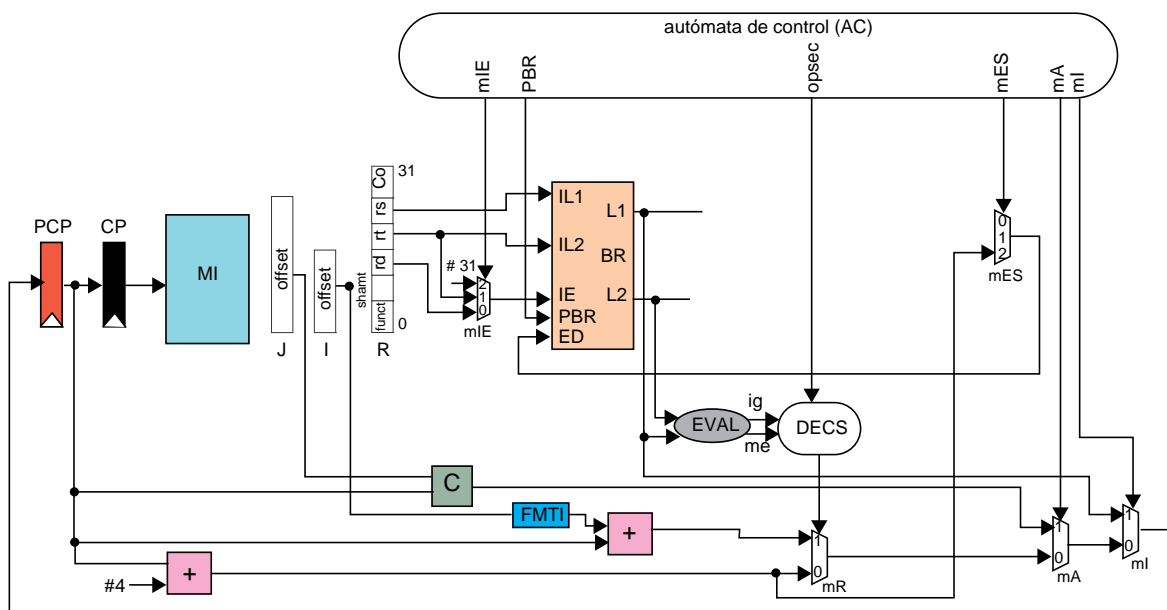 autómata de control (AC)
mIE
PBR
opsec
mES
mA
mI
PCP
CP
MI
offset
J
offset
I
31
Co
rs
rt
rd
shamt
funct
0
R
# 31
2
1
0
mIE
IL1
IL2
IE
PBR
ED
L1
BR
L2
0
1
2
mES
EVAL
ig
me
DECS
C
FMTI
+
#4
+
1
0
mR
1
0
mA
1
0
mI